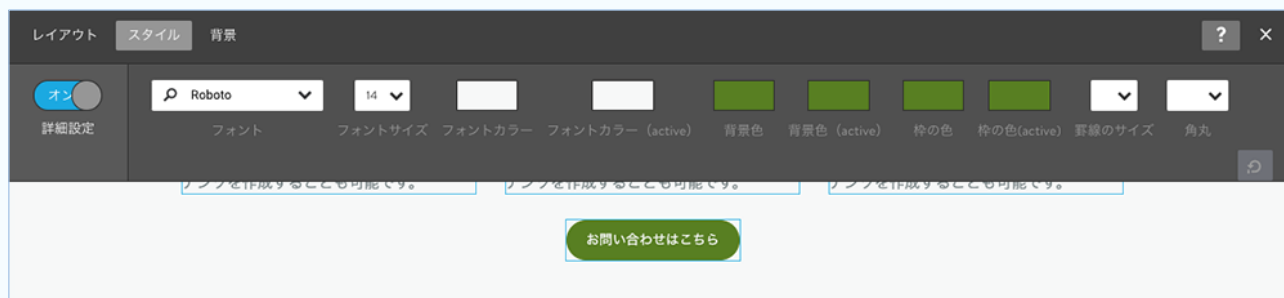 レイアウト スタイル 背景 ? ×
オン Roboto 14
詳細設定 フォント フォントサイズ フォントカラー フォントカラー（active） 背景色 背景色（active） 枠の色 枠の色(active) 罫線のサイズ 角丸
テンツを作成することも可能です。 テンツを作成することも可能です。 テンツを作成することも可能です。
お問い合わせはこちら